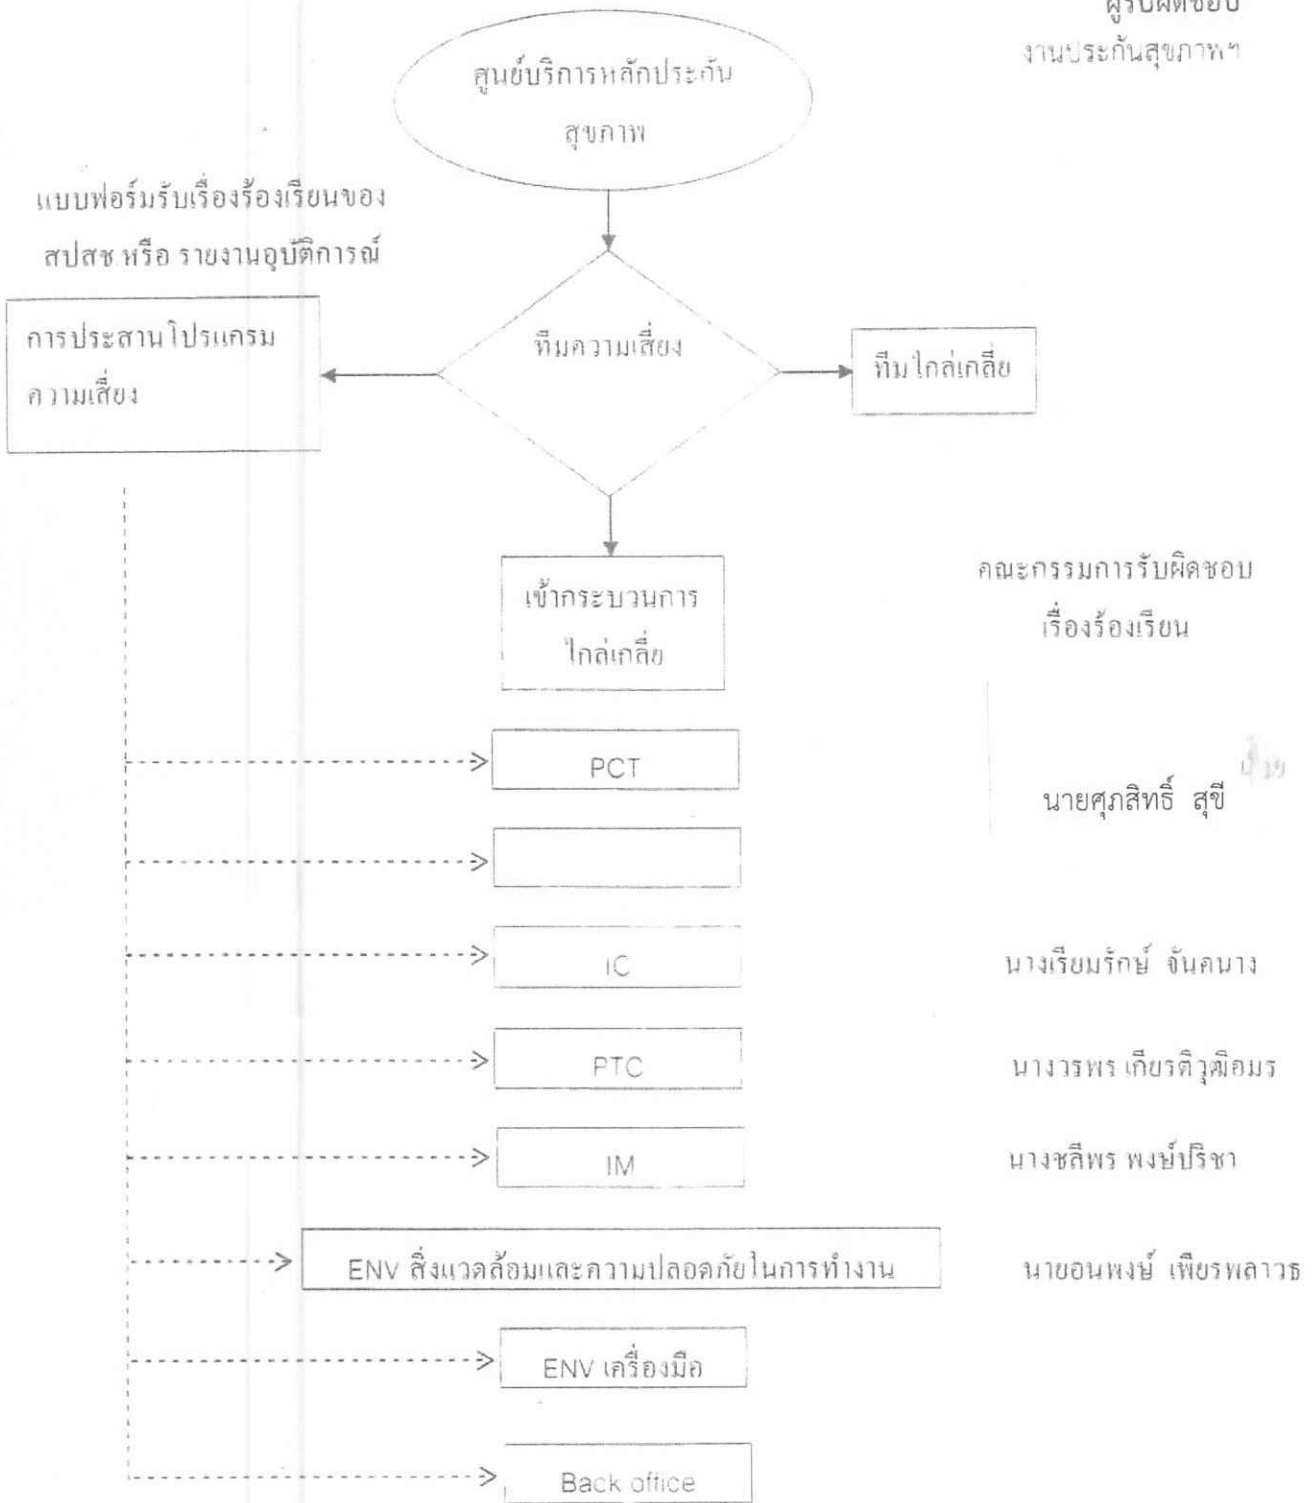 ผู้รับผิดชอบ
งานประกันสุขภาพฯ
ศูนย์บริการหลักประกัน
สุขภาพ
แบบฟอร์มรับเรื่องร้องเรียนของ
สปสช หรือ รายงานอุบัติการณ์
การประสานโปรแกรม
ความเสี่ยง
ทีมความเสี่ยง
ทีมไกล่เกลี่ย
เข้ากระบวนการ
ไกล่เกลี่ย
คณะกรรมการรับผิดชอบ
เรื่องร้องเรียน
PCT
นายศุภสิทธิ์ สุขี
IC
นางเรียมรักษ์ จันคนาง
PTC
นางวรพร เกียรติวุฒิอมร
IM
นางชลีพร พงษ์ปริชา
ENV สิ่งแวดล้อมและความปลอดภัยในการทำงาน
นายอนพงษ์ เพียรพลาวธ
ENV เครื่องมือ
Back office